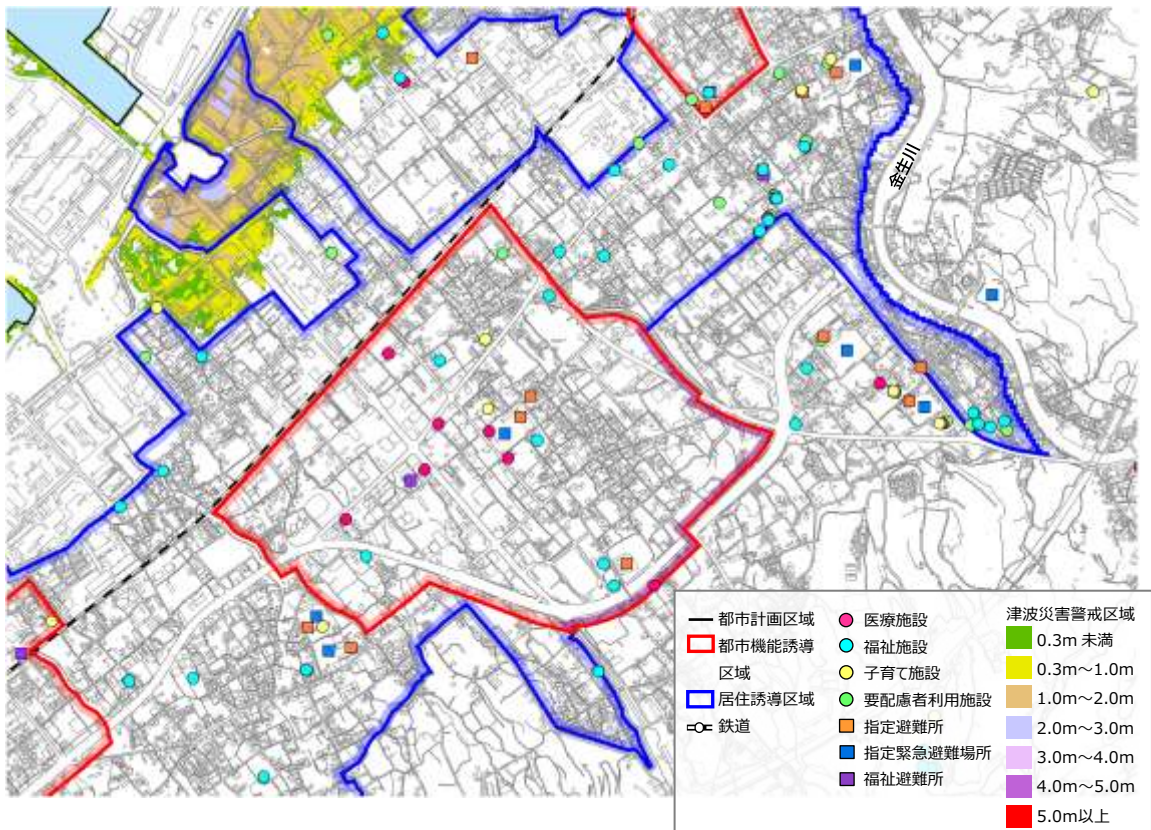 金生川
都市計画区域
都市機能誘導
区域
居住誘導区域
鉄道
医療施設
福祉施設
子育て施設
要配慮者利用施設
指定避難所
指定緊急避難場所
福祉避難所
津波災害警戒区域
0.3m 未満
0.3m～1.0m
1.0m～2.0m
2.0m～3.0m
3.0m～4.0m
4.0m～5.0m
5.0m以上